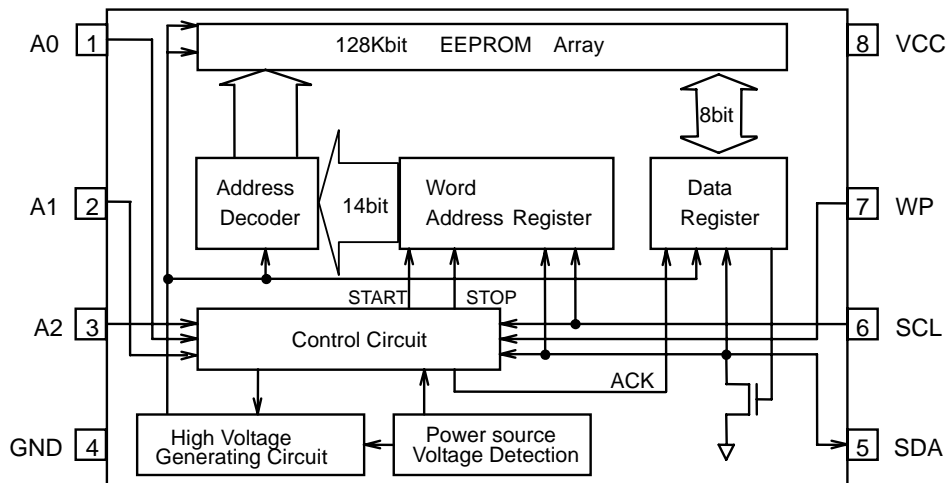 A0 1 128Kbit EEPROM Array 8 VCC
8bit
A1 2 Address Decoder 14bit Word Address Register Data Register 7 WP
START STOP
A2 3 Control Circuit 6 SCL
ACK
GND 4 High Voltage Generating Circuit Power source Voltage Detection 5 SDA